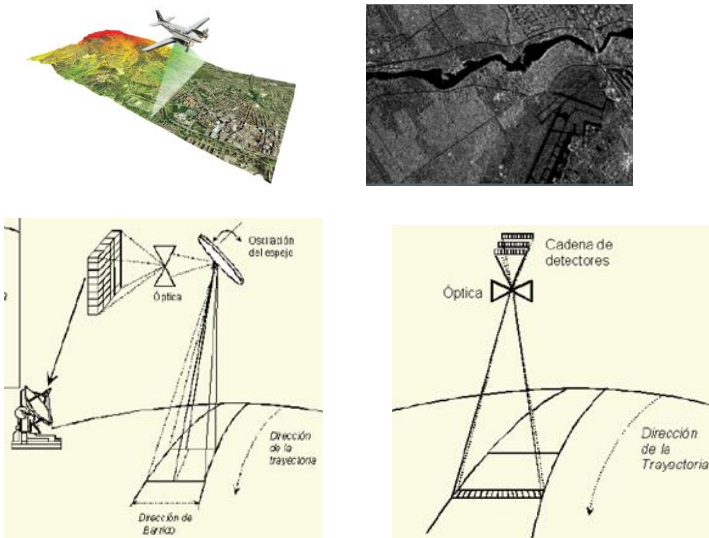 Oscilación
del espejo
Óptica
Dirección
de la
trayectoria
Dirección de
Barrido
Cadena de
detectores
Óptica
Dirección
de la
Trayectoria